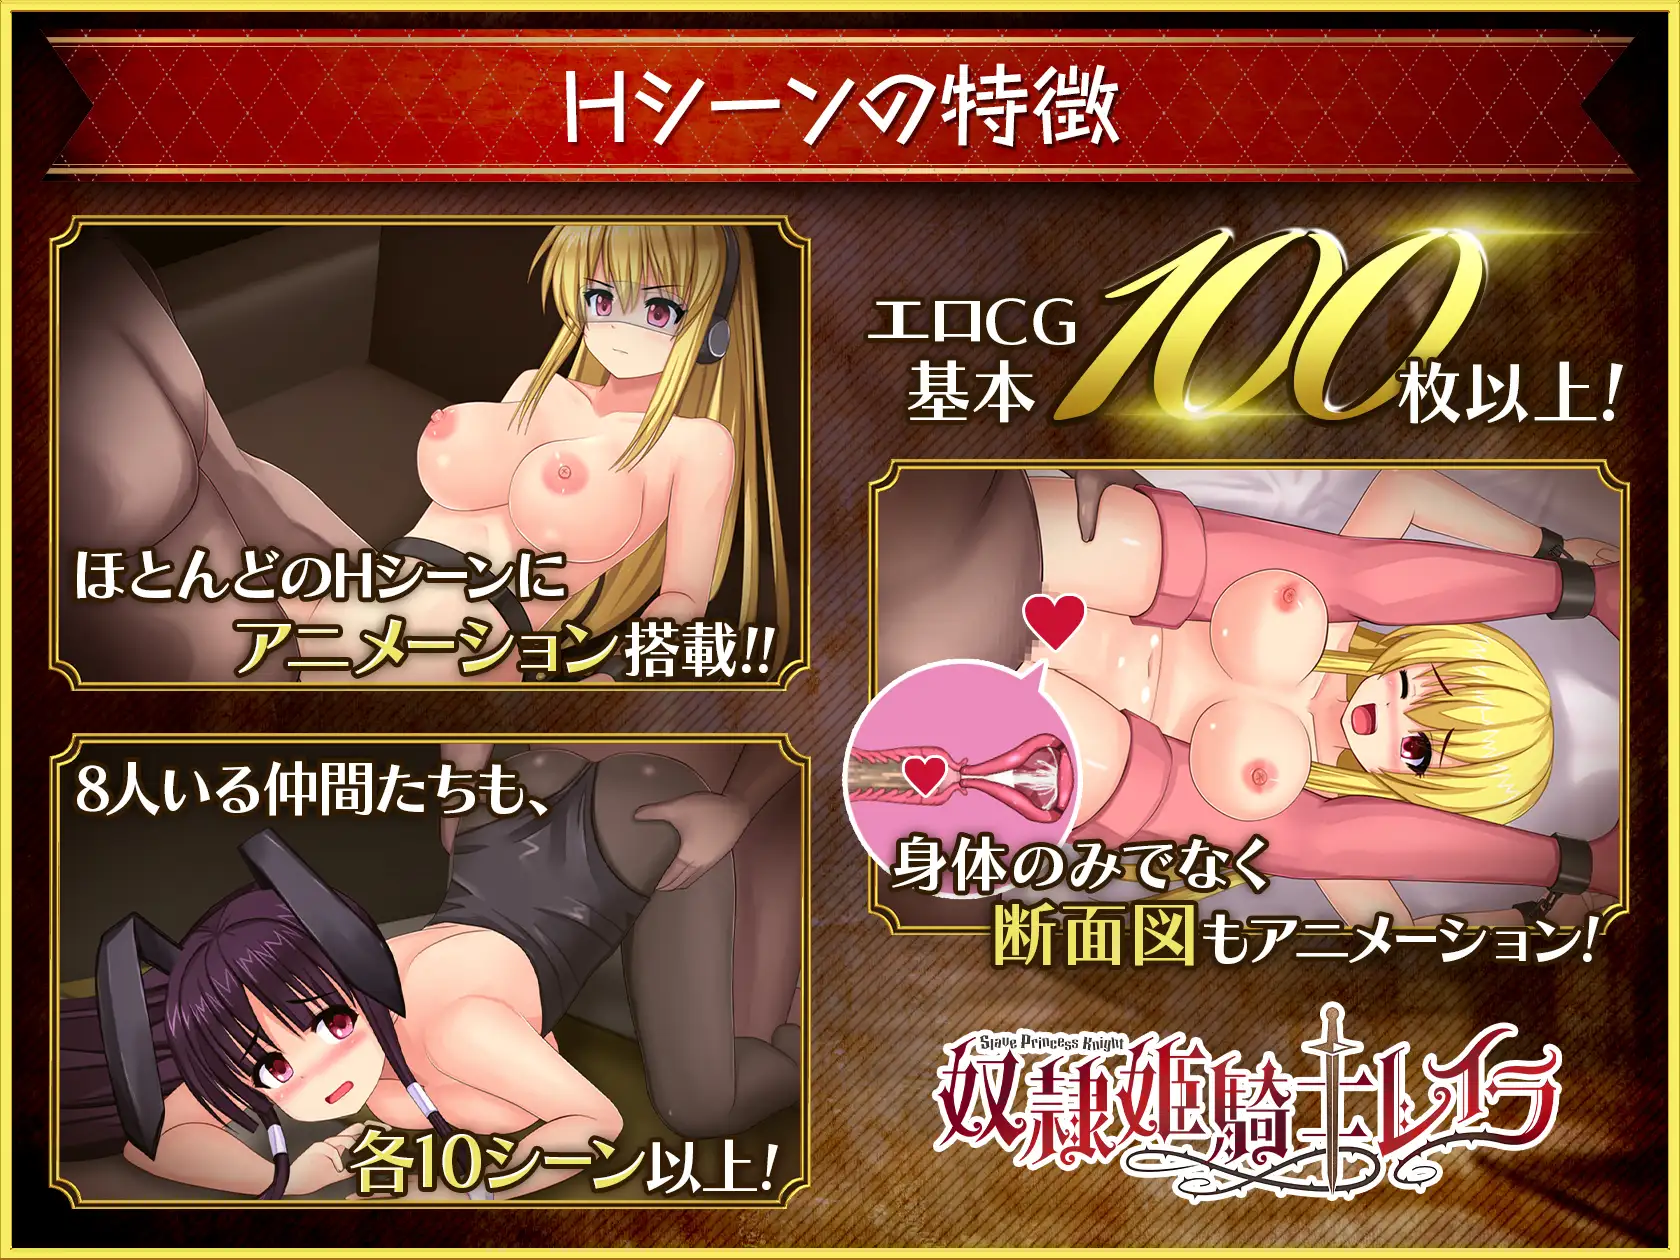 Hシーンの特徴
ほとんどのHシーンに
アニメーション搭載!!
エロCG
基本100枚以上!
身体のみでなく
断面図もアニメーション!
8人いる仲間たちも、
各10シーン以上!
Slave Princess Knight
奴隷姫騎士レイラ